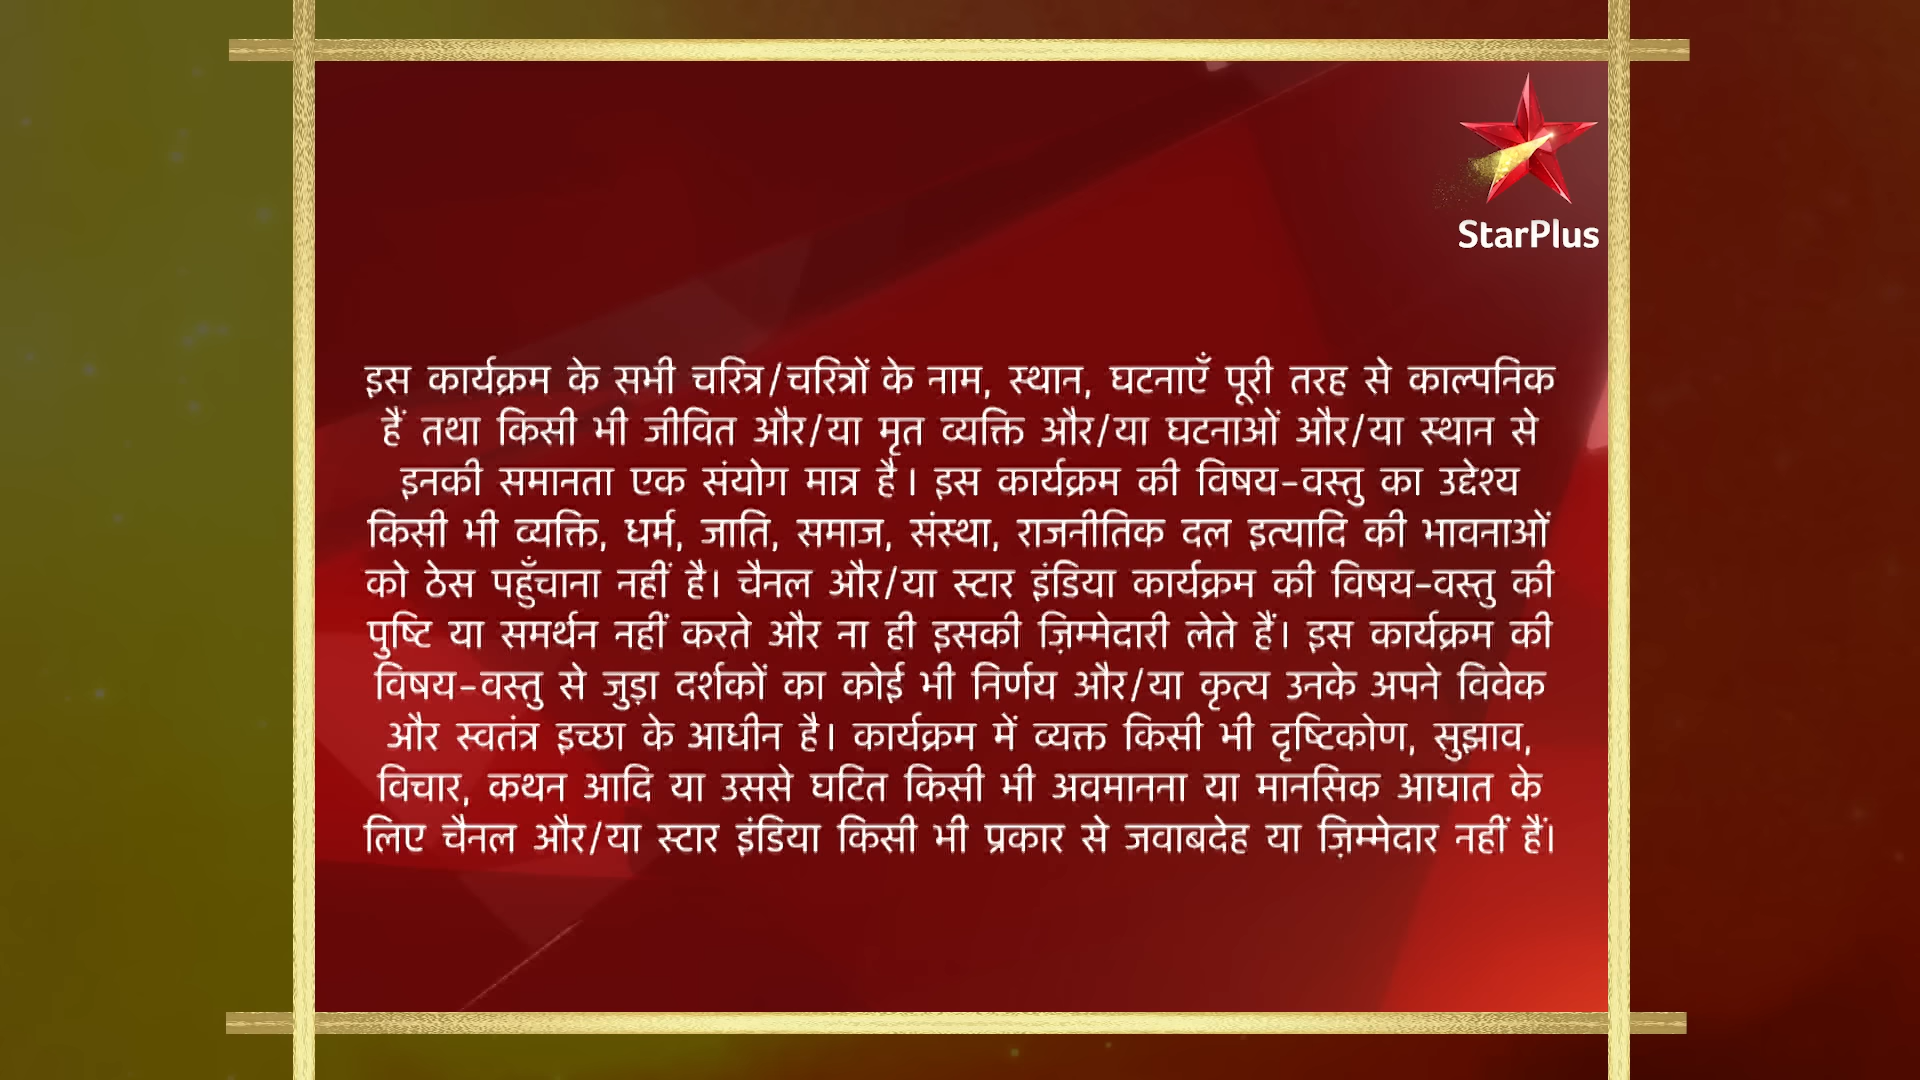 StarPlus
इस कार्यक्रम के सभी चरित्र/चरित्रों के नाम, स्थान, घटनाएँ पूरी तरह से काल्पनिक
हैं तथा किसी भी जीवित और/या मृत व्यक्ति और/या घटनाओं और/या स्थान से
इनकी समानता एक संयोग मात्र है। इस कार्यक्रम की विषय-वस्तु का उद्देश्य
किसी भी व्यक्ति, धर्म, जाति, समाज, संस्था, राजनीतिक दल इत्यादि की भावनाओं
को ठेस पहुँचाना नहीं है। चैनल और/या स्टार इंडिया कार्यक्रम की विषय-वस्तु की
पुष्टि या समर्थन नहीं करते और ना ही इसकी ज़िम्मेदारी लेते हैं। इस कार्यक्रम की
विषय-वस्तु से जुड़ा दर्शकों का कोई भी निर्णय और/या कृत्य उनके अपने विवेक
और स्वतंत्र इच्छा के आधीन है। कार्यक्रम में व्यक्त किसी भी दृष्टिकोण, सुझाव,
विचार, कथन आदि या उससे घटित किसी भी अवमानना या मानसिक आघात के
लिए चैनल और/या स्टार इंडिया किसी भी प्रकार से जवाबदेह या ज़िम्मेदार नहीं हैं।